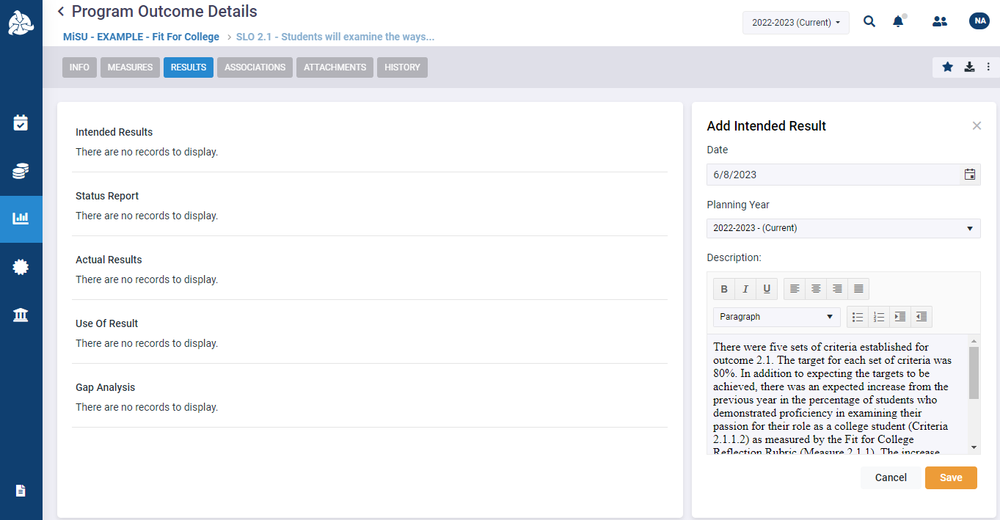 Program Outcome Details
2022-2023 (Current)
NA
MiSU - EXAMPLE - Fit For College > SLO 2.1 - Students will examine the ways...
INFO MEASURES RESULTS ASSOCIATIONS ATTACHMENTS HISTORY
Intended Results
There are no records to display.
Status Report
There are no records to display.
Actual Results
There are no records to display.
Use Of Result
There are no records to display.
Gap Analysis
There are no records to display.
Add Intended Result
Date
6/8/2023
Planning Year
2022-2023 - (Current)
Description:
B I U
Paragraph
There were five sets of criteria established for
outcome 2.1. The target for each set of criteria was
80%. In addition to expecting the targets to be
achieved, there was an expected increase from the
previous year in the percentage of students who
demonstrated proficiency in examining their
passion for their role as a college student (Criteria
2.1.1.2) as measured by the Fit for College
Reflection Rubric (Measure 2.1.1). The increase
Cancel Save